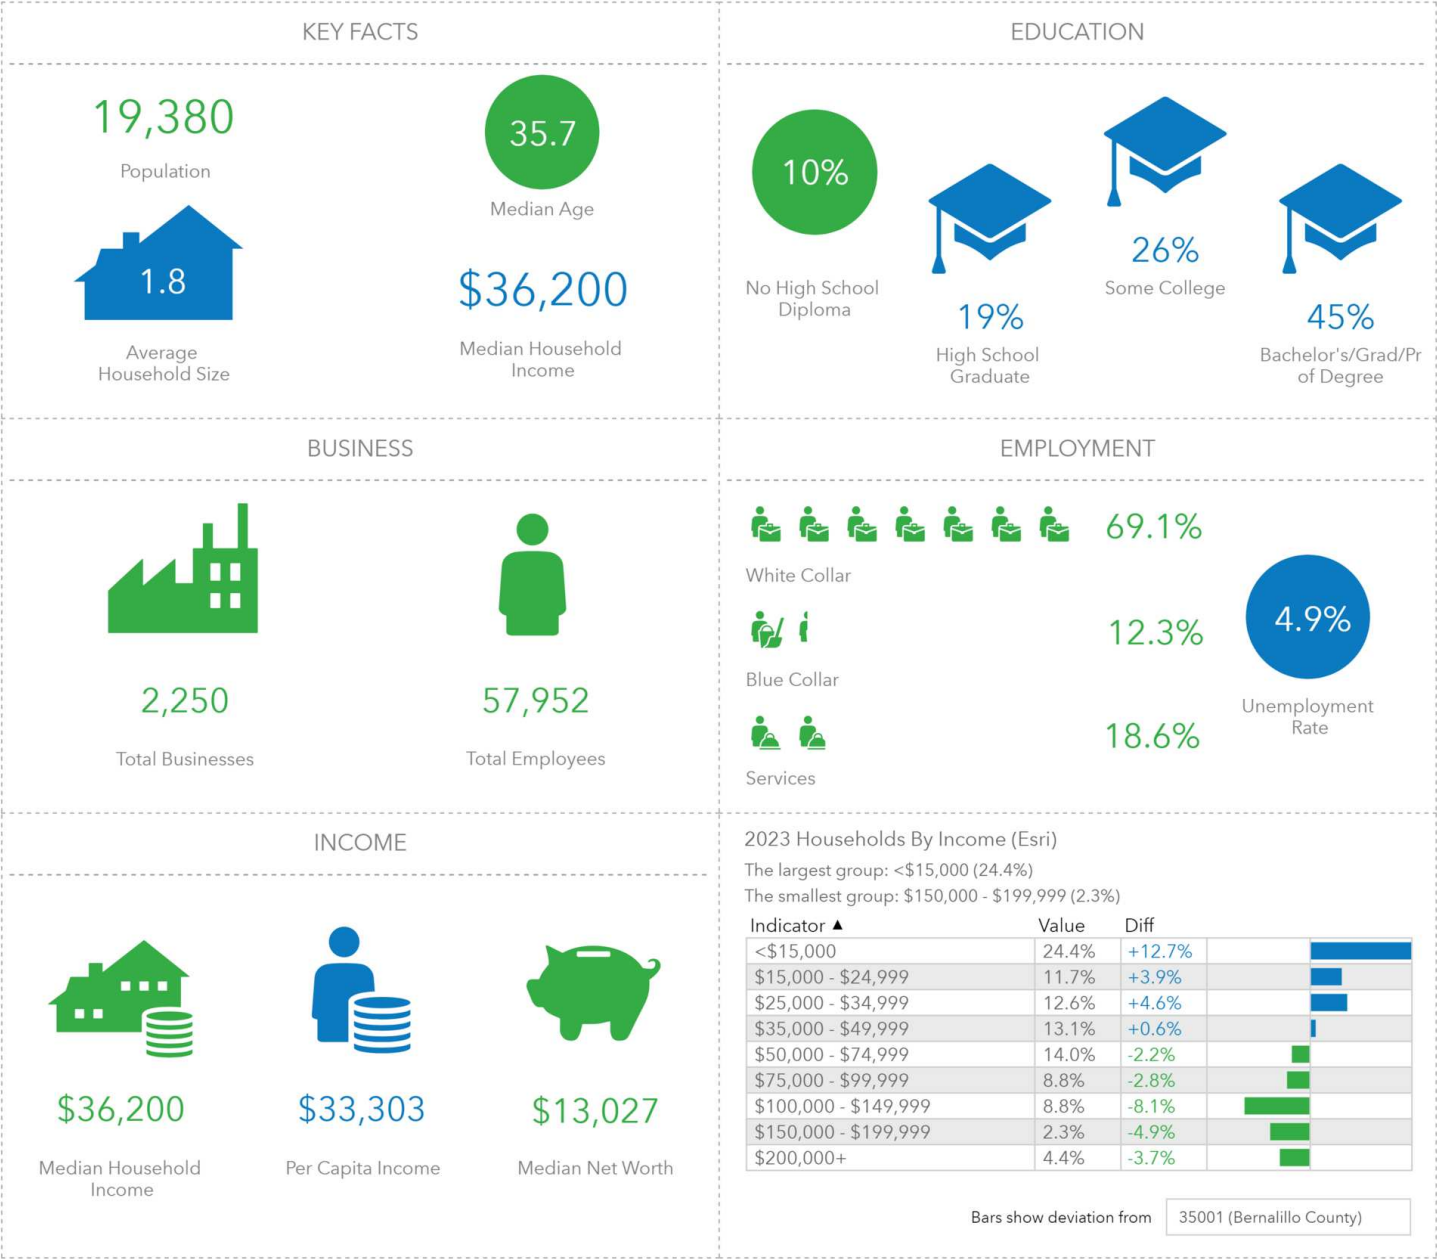 KEY FACTS
19,380
Population
35.7
Median Age
1.8
Average
Household Size
$36,200
Median Household
Income
EDUCATION
10%
No High School
Diploma
19%
High School
Graduate
26%
Some College
45%
Bachelor's/Grad/Pr
of Degree
BUSINESS
2,250
Total Businesses
57,952
Total Employees
EMPLOYMENT
69.1%
White Collar
12.3%
Blue Collar
18.6%
Services
4.9%
Unemployment
Rate
INCOME
$36,200
Median Household
Income
$33,303
Per Capita Income
$13,027
Median Net Worth
2023 Households By Income (Esri)
The largest group: <$15,000 (24.4%)
The smallest group: $150,000 - $199,999 (2.3%)
Indicator ▲ Value Diff
<$15,000 24.4% +12.7%
$15,000 - $24,999 11.7% +3.9%
$25,000 - $34,999 12.6% +4.6%
$35,000 - $49,999 13.1% +0.6%
$50,000 - $74,999 14.0% -2.2%
$75,000 - $99,999 8.8% -2.8%
$100,000 - $149,999 8.8% -8.1%
$150,000 - $199,999 2.3% -4.9%
$200,000+ 4.4% -3.7%
Bars show deviation from 35001 (Bernalillo County)